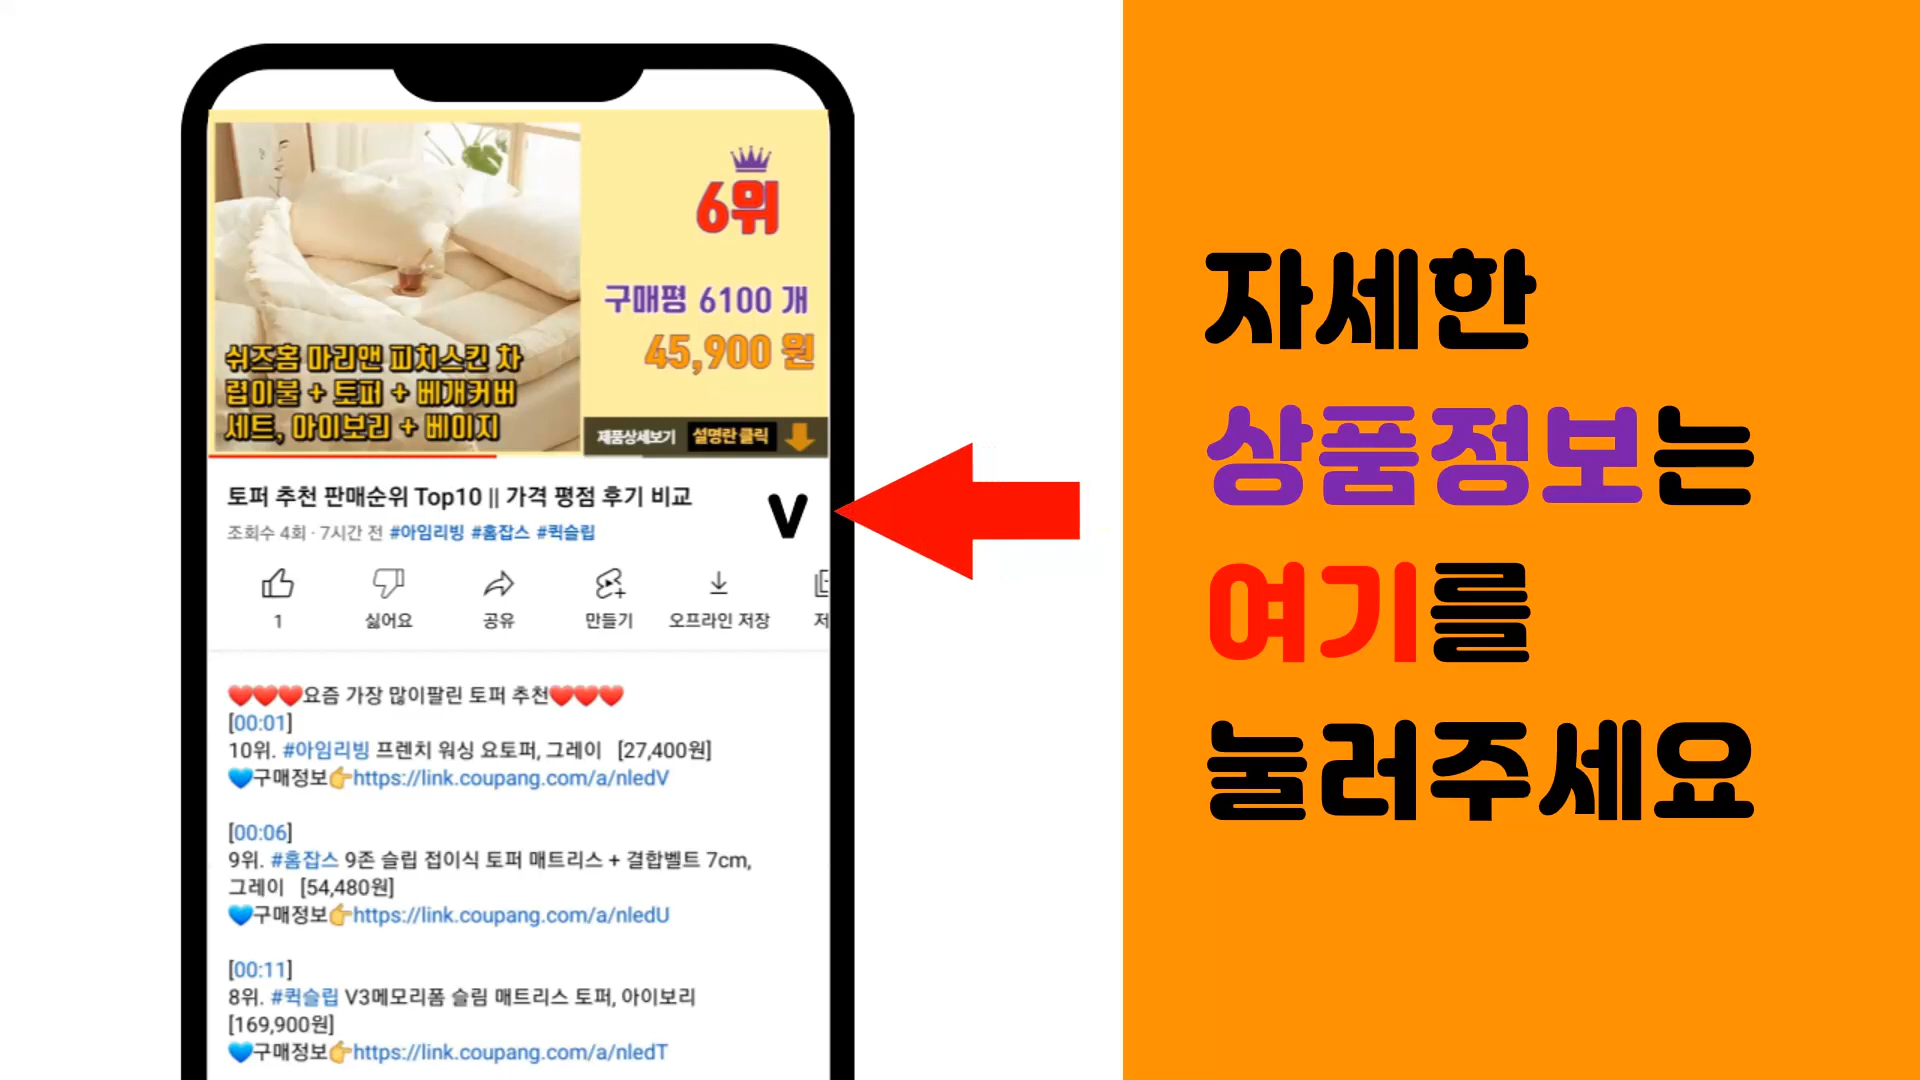 6위
구매평 6100 개
45,900 원
쉬즈홈 마리앤 피치스킨 차
렵이불 + 토퍼 + 베개커버
세트, 아이보리 + 베이지
제품상세보기 설명란 클릭
토퍼 추천 판매순위 Top10 || 가격 평점 후기 비교
V
조회수 4회 · 7시간 전 #아임리빙 #홈잡스 #퀵슬립
1 싫어요 공유 만들기 오프라인 저장 저
❤️❤️❤️요즘 가장 많이팔린 토퍼 추천❤️❤️❤️
[00:01]
10위. #아임리빙 프렌치 워싱 요토퍼, 그레이 [27,400원]
💙구매정보👉https://link.coupang.com/a/nledV
[00:06]
9위. #홈잡스 9존 슬립 접이식 토퍼 매트리스 + 결합벨트 7cm,
그레이 [54,480원]
💙구매정보👉https://link.coupang.com/a/nledU
[00:11]
8위. #퀵슬립 V3메모리폼 슬림 매트리스 토퍼, 아이보리
[169,900원]
💙구매정보👉https://link.coupang.com/a/nledT
자세한
상품정보는
여기를
눌러주세요